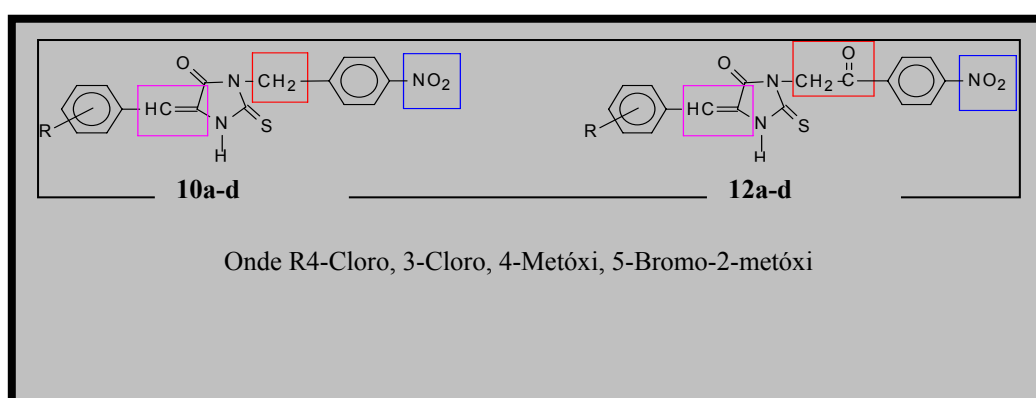 O N CH2 NO2
R HC N S
H
10a-d
O N CH2 C O NO2
R HC N S
H
12a-d
Onde R4-Cloro, 3-Cloro, 4-Metóxi, 5-Bromo-2-metóxi